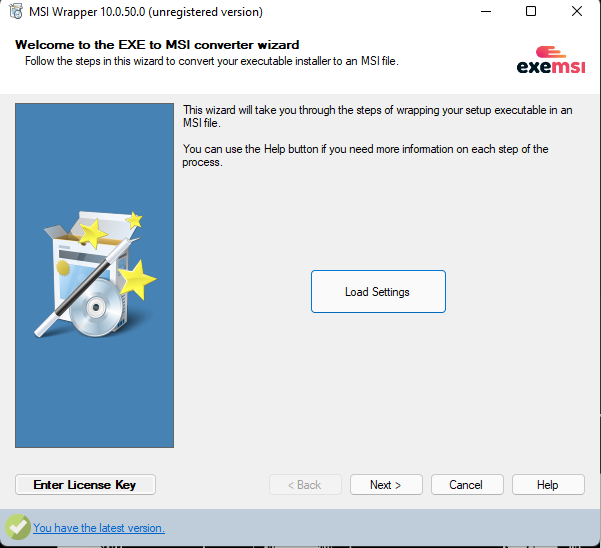 MSI Wrapper 10.0.50.0 (unregistered version)
Welcome to the EXE to MSI converter wizard
Follow the steps in this wizard to convert your executable installer to an MSI file.
exemsi
This wizard will take you through the steps of wrapping your setup executable in an
MSI file.
You can use the Help button if you need more information on each step of the
process.
Load Settings
Enter License Key
< Back
Next >
Cancel
Help
You have the latest version.